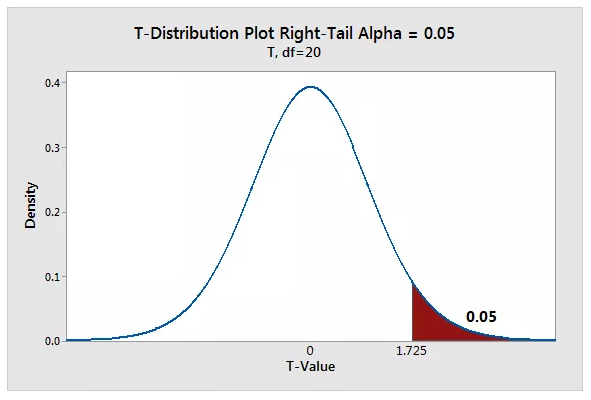 T-Distribution Plot Right-Tail Alpha = 0.05
T, df=20
0.4
0.3
0.2
0.1
0.0
Density
0.05
0
1.725
T-Value